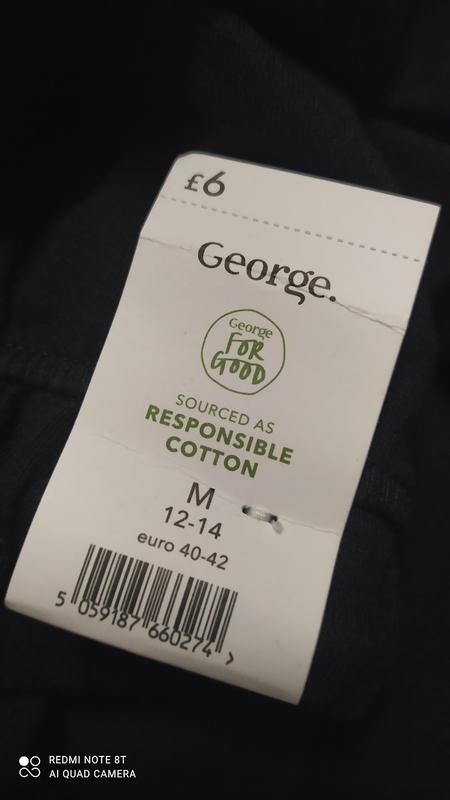 £6
George.
George
FOR
GOOD
SOURCED AS
RESPONSIBLE
COTTON
M
12-14
euro 40-42
5 059187 660274 >
REDMI NOTE 8T
AI QUAD CAMERA